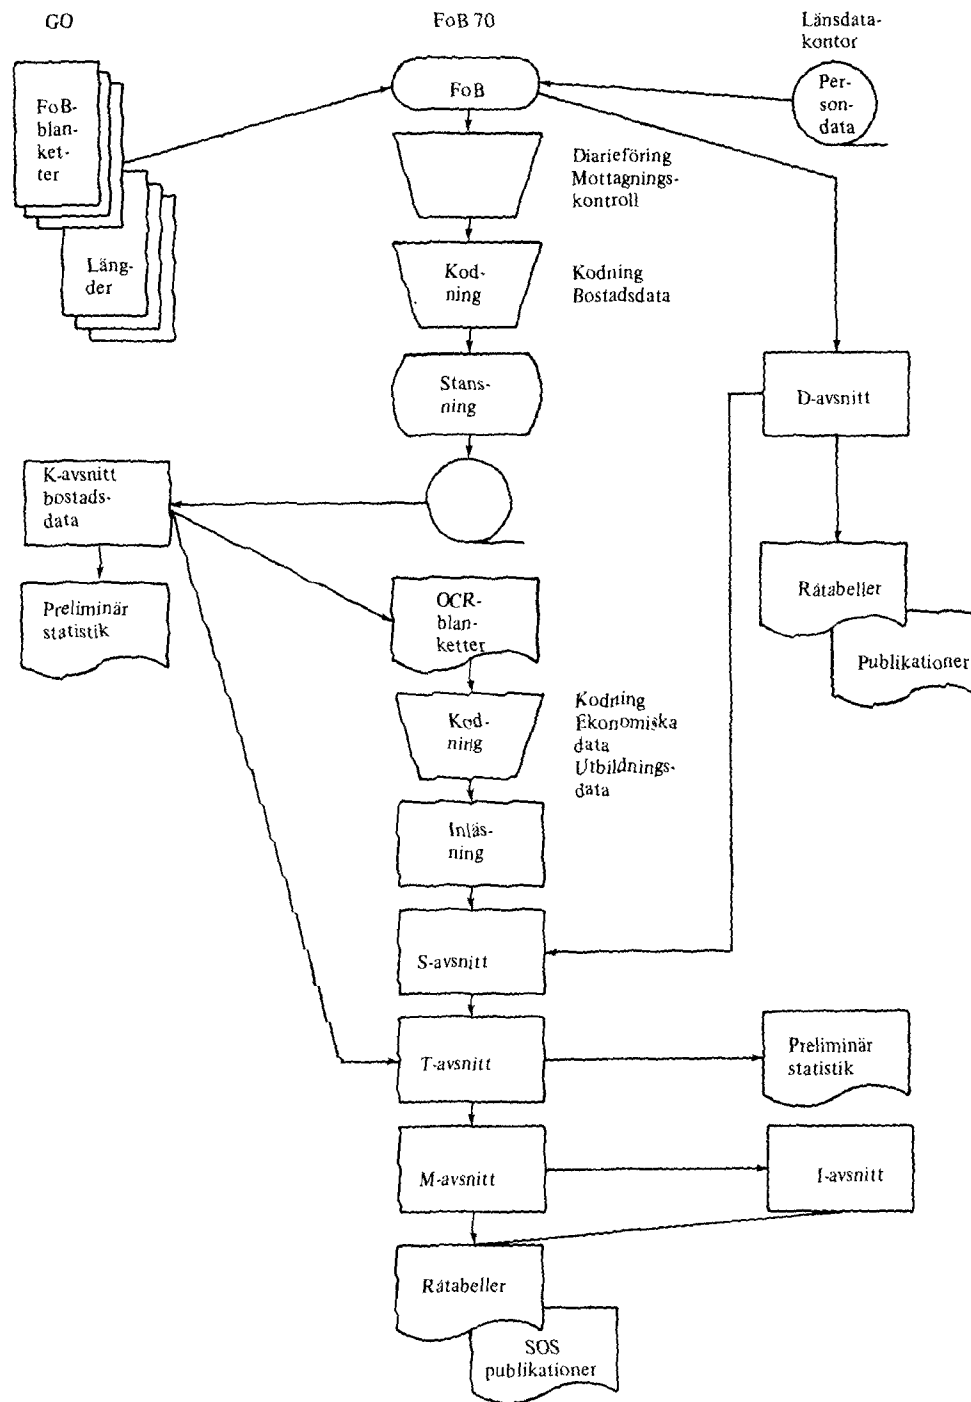 GO
FoB 70
Länsdata-
kontor
FoB-
blan-
ket-
ter
Läng-
der
FoB
Per-
son-
data
Diarieföring
Mottagnings-
kontroll
Kod-
ning
Kodning
Bostadsdata
Stans-
ning
D-avsnitt
K-avsnitt
bostads-
data
Preliminär
statistik
OCR-
blan-
ketter
Råtabeller
Publikationer
Kod-
ning
Kodning
Ekonomiska
data
Utbildnings-
data
Inläs-
ning
S-avsnitt
T-avsnitt
Preliminär
statistik
M-avsnitt
I-avsnitt
Råtabeller
SOS
publikationer